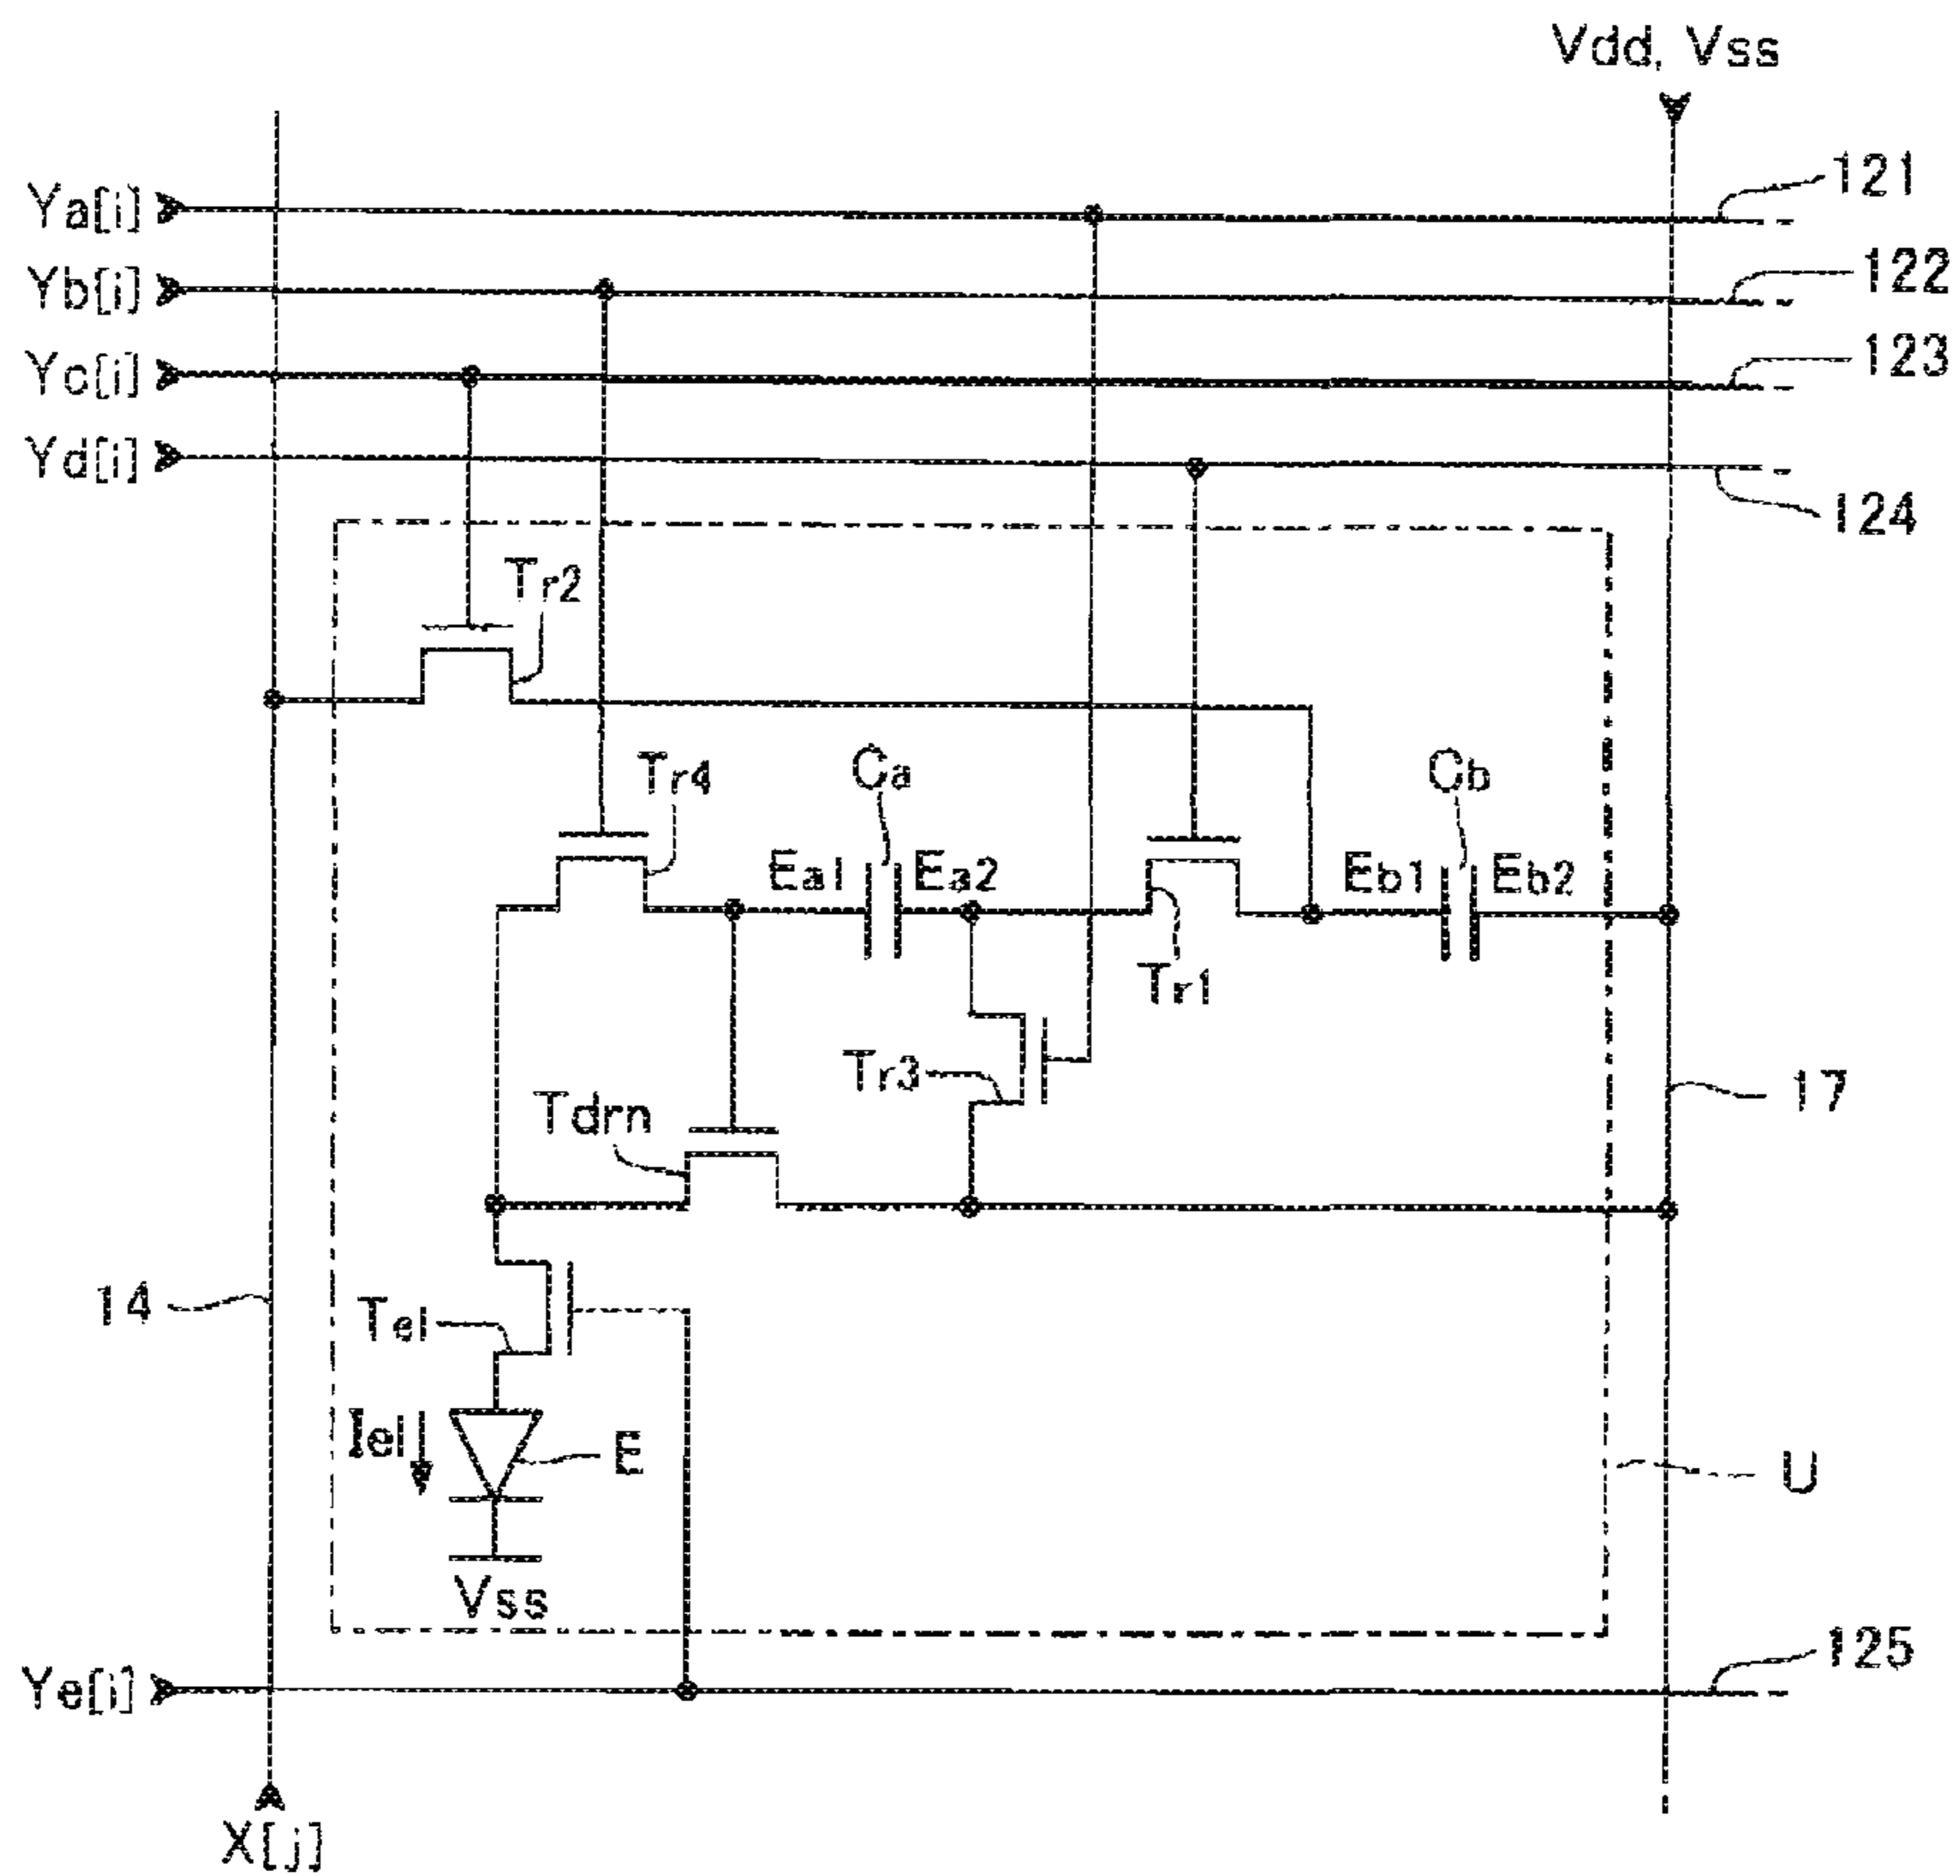 Vdd, Vss
Ya[i]
121
Yb[i]
122
Yc[i]
123
Yd[i]
124
Tr2
Tr4
Ca
Cb
Ea1
Ea2
Eb1
Eb2
Tr1
Tr3
17
Tdrn
14
Tel
Iel
E
U
Vss
Ye[i]
125
X[j]